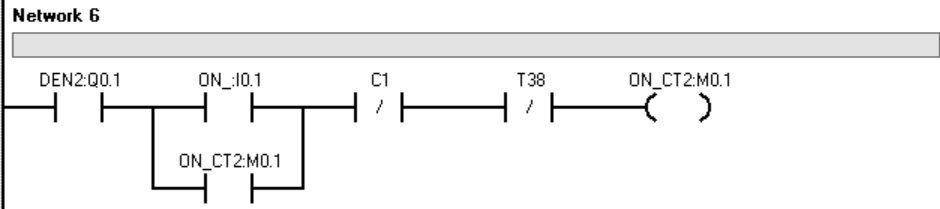 Network 6
DEN2:Q0.1 ON_:I0.1 C1 T38 ON_CT2:M0.1
/ /
ON_CT2:M0.1